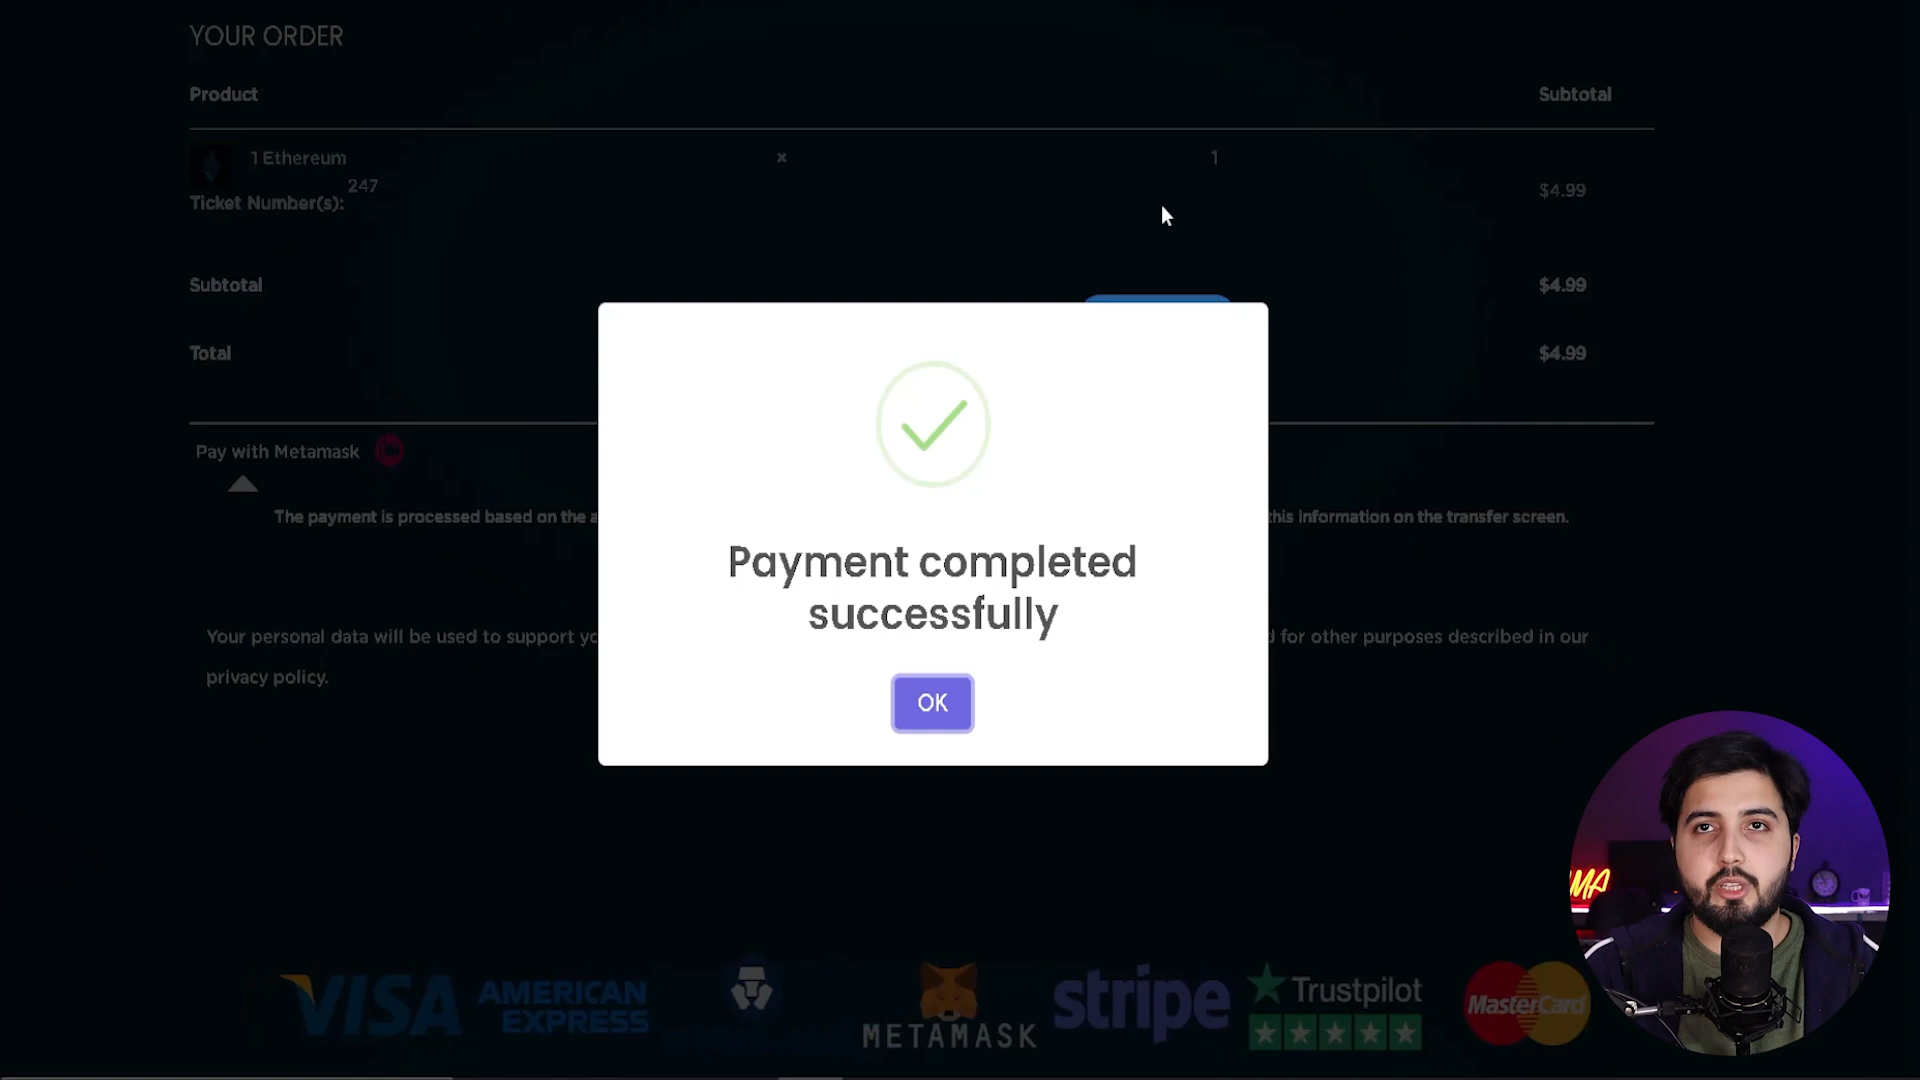 YOUR ORDER
Product
Subtotal
1 Ethereum
×
1
247
Ticket Number(s):
$4.99
Subtotal
$4.99
Total
$4.99
Pay with Metamask
The payment is processed based on the a
this information on the transfer screen.
Payment completed
successfully
Your personal data will be used to support yo
d for other purposes described in our
privacy policy.
OK
MA
VISA
AMERICAN
EXPRESS
METAMASK
stripe
Trustpilot
MasterCard